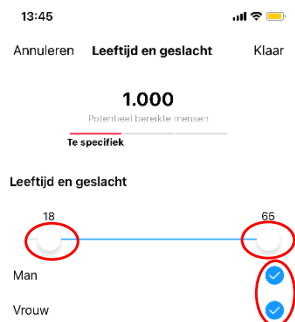 13:45
Annuleren Leeftijd en geslacht Klaar
1.000
Potentieel bereikte mensen
Te specifiek
Leeftijd en geslacht
18 65
Man
Vrouw